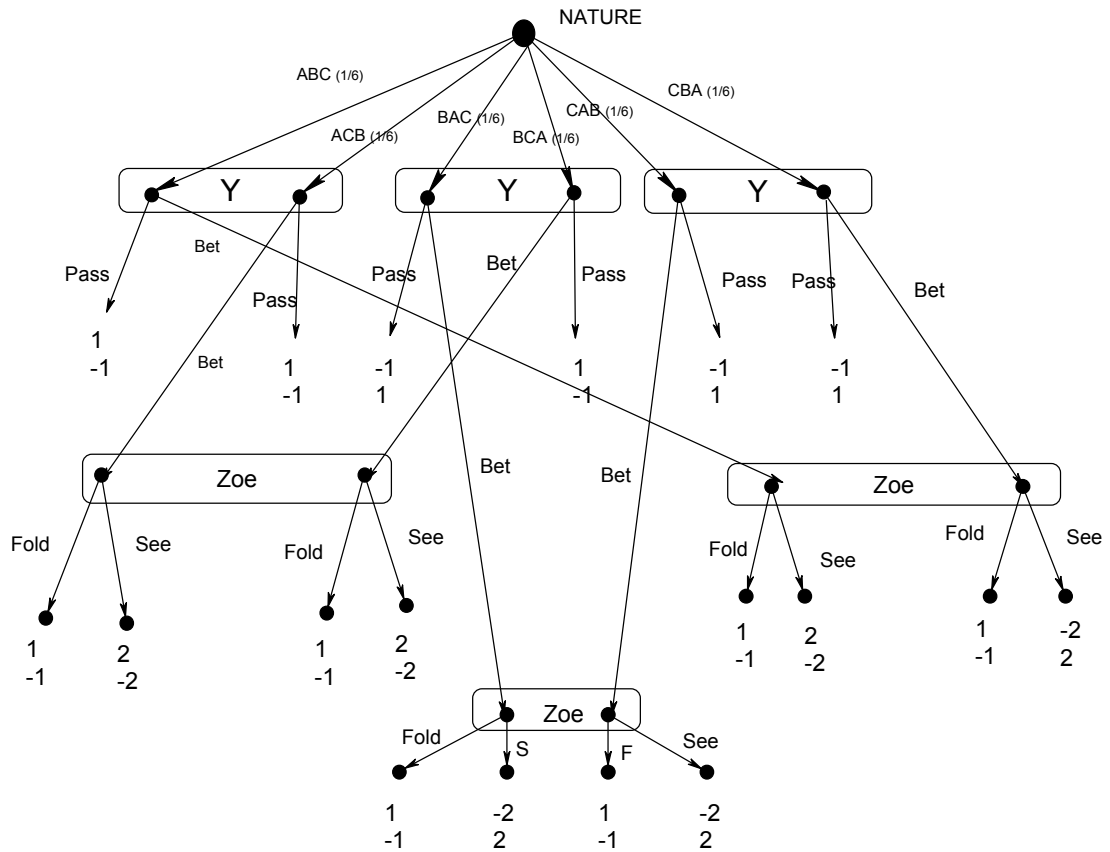 NATURE
ABC (1/6)
CBA (1/6)
BAC (1/6)
CAB (1/6)
ACB (1/6)
BCA (1/6)
Y
Y
Y
Bet
Bet
Pass
Pass
Pass
Pass
Pass
Pass
Bet
1
-1
Bet
1
-1
-1
1
1
-1
-1
1
-1
1
Bet
Bet
Zoe
Zoe
Fold
See
Fold
See
Fold
See
Fold
See
1
-1
2
-2
1
-1
2
-2
1
-1
2
-2
1
-1
-2
2
Zoe
Fold
S
F
See
1
-1
-2
2
1
-1
-2
2